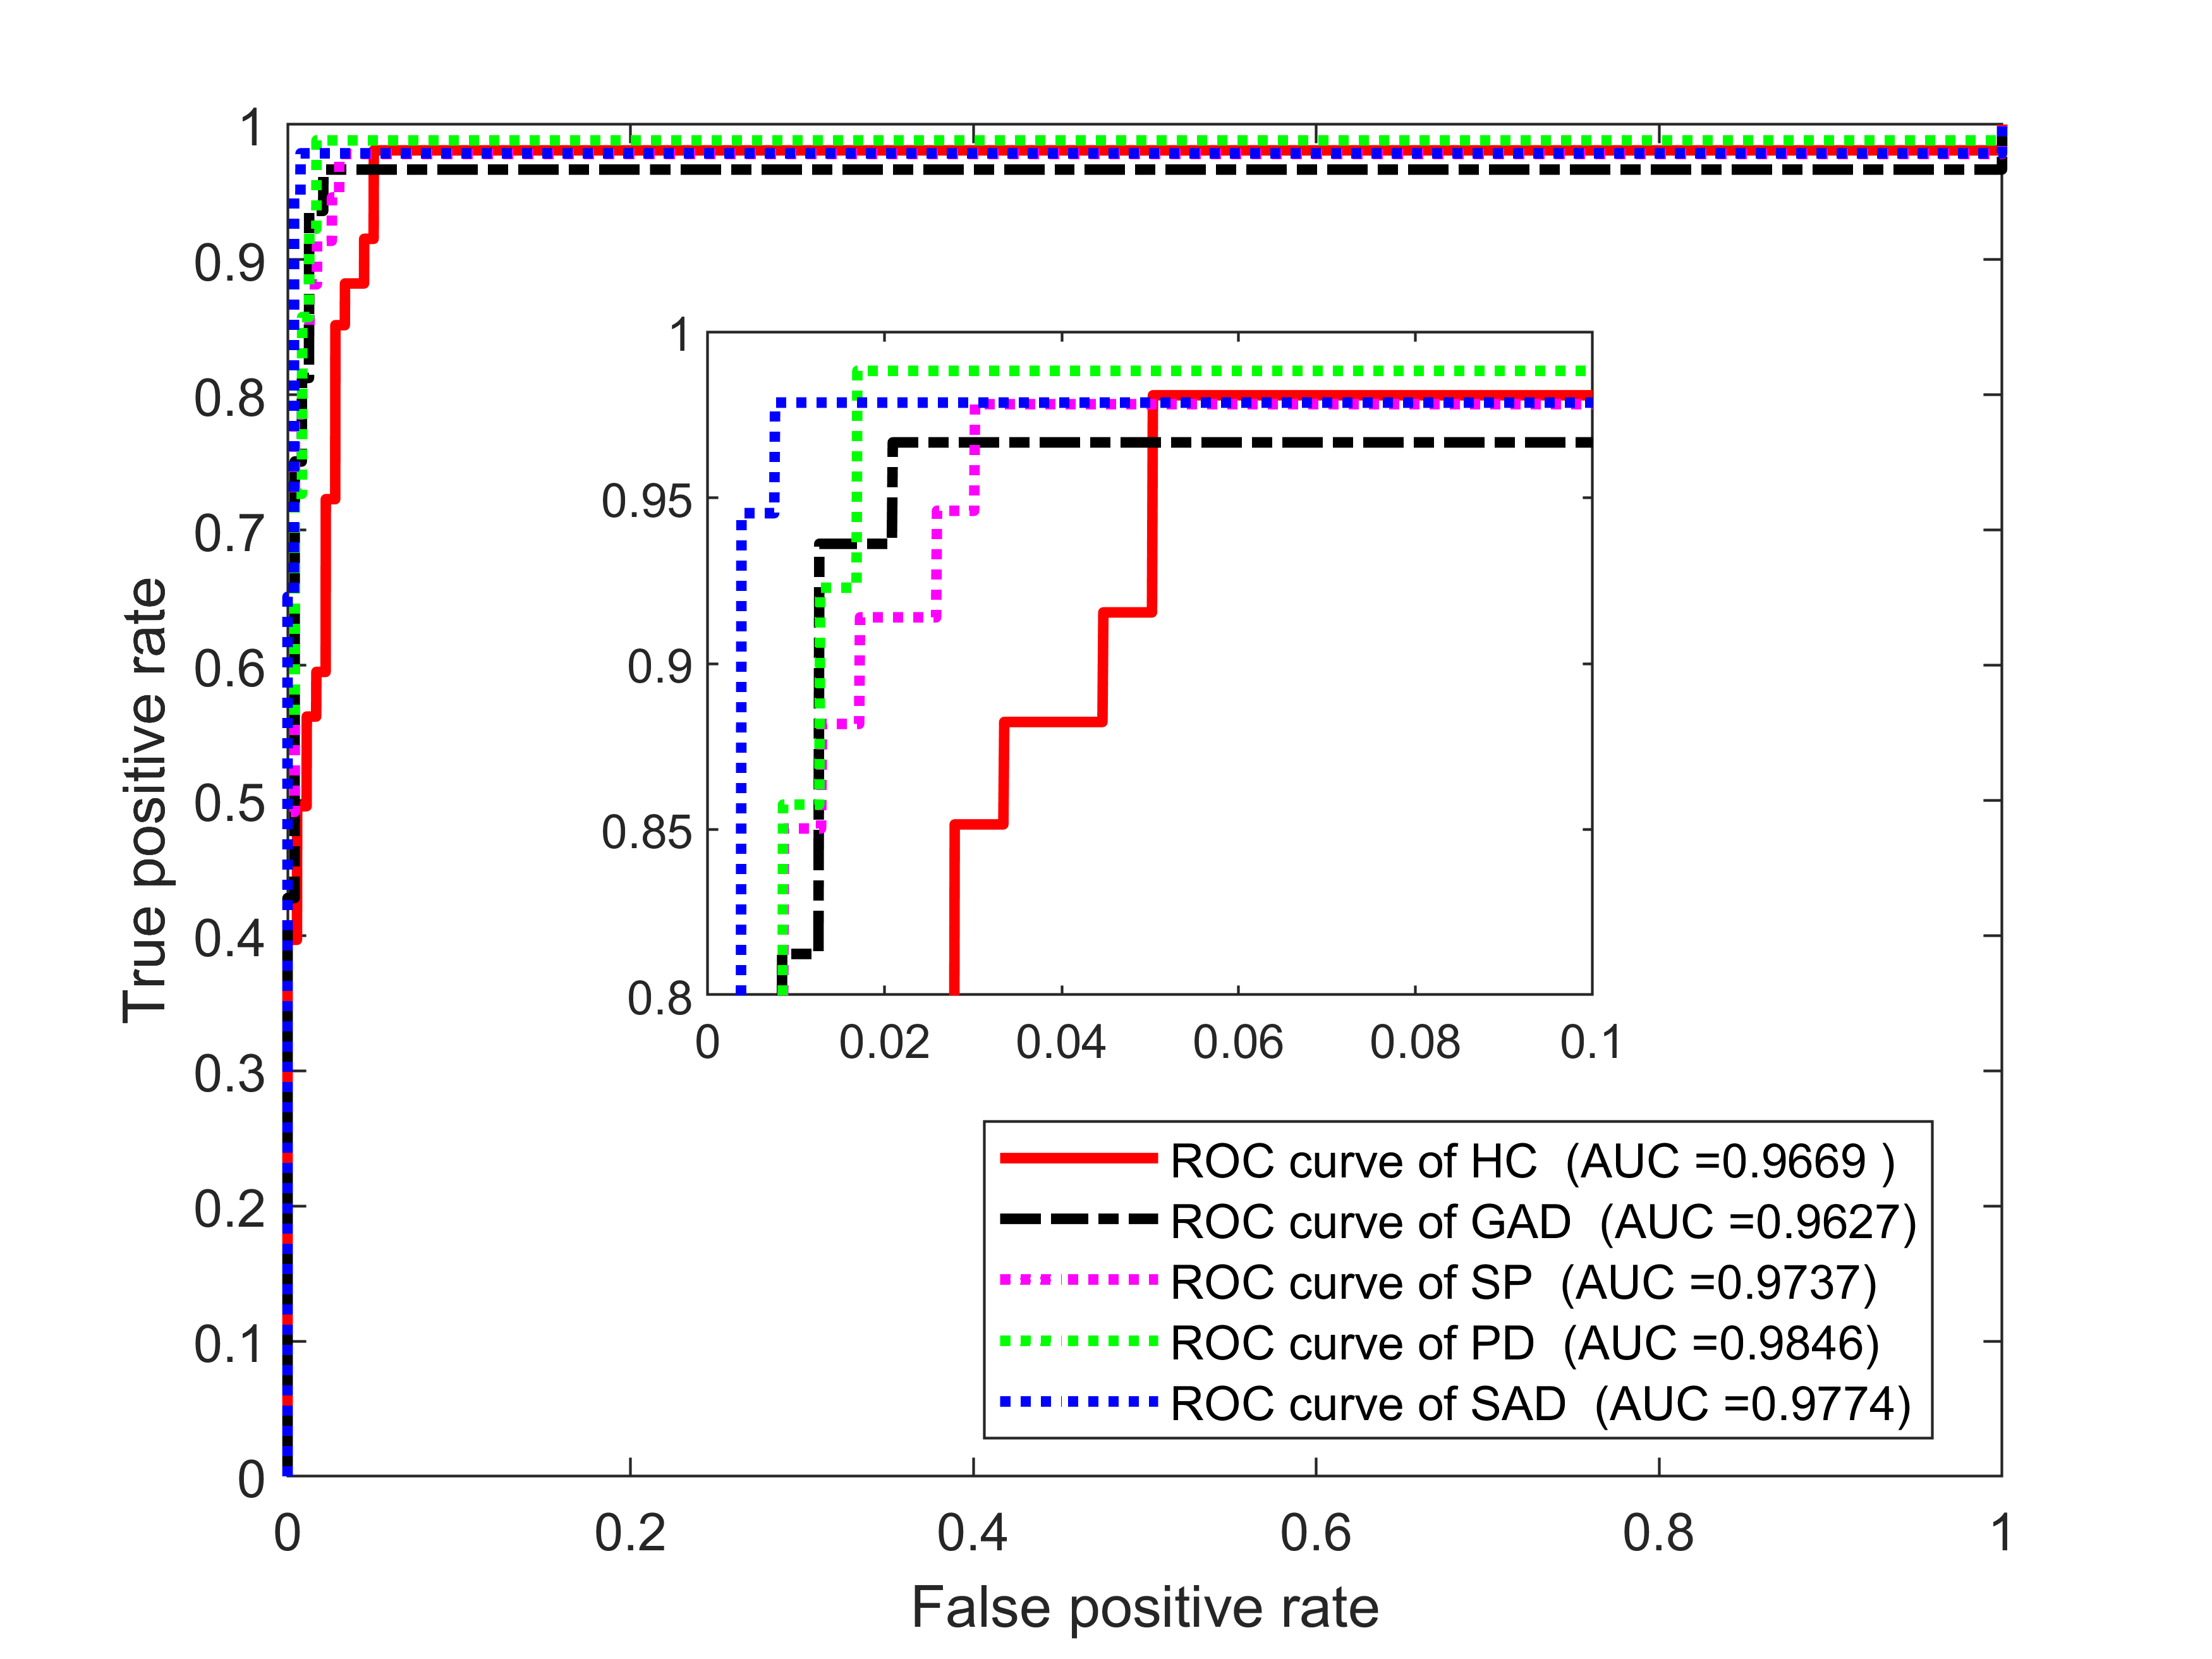 1
0.9
0.8
0.7
0.6
0.5
0.4
0.3
0.2
0.1
0
True positive rate
1
0.95
0.9
0.85
0.8
0 0.02 0.04 0.06 0.08 0.1
ROC curve of HC (AUC =0.9669 )
ROC curve of GAD (AUC =0.9627)
ROC curve of SP (AUC =0.9737)
ROC curve of PD (AUC =0.9846)
ROC curve of SAD (AUC =0.9774)
0 0.2 0.4 0.6 0.8 1
False positive rate